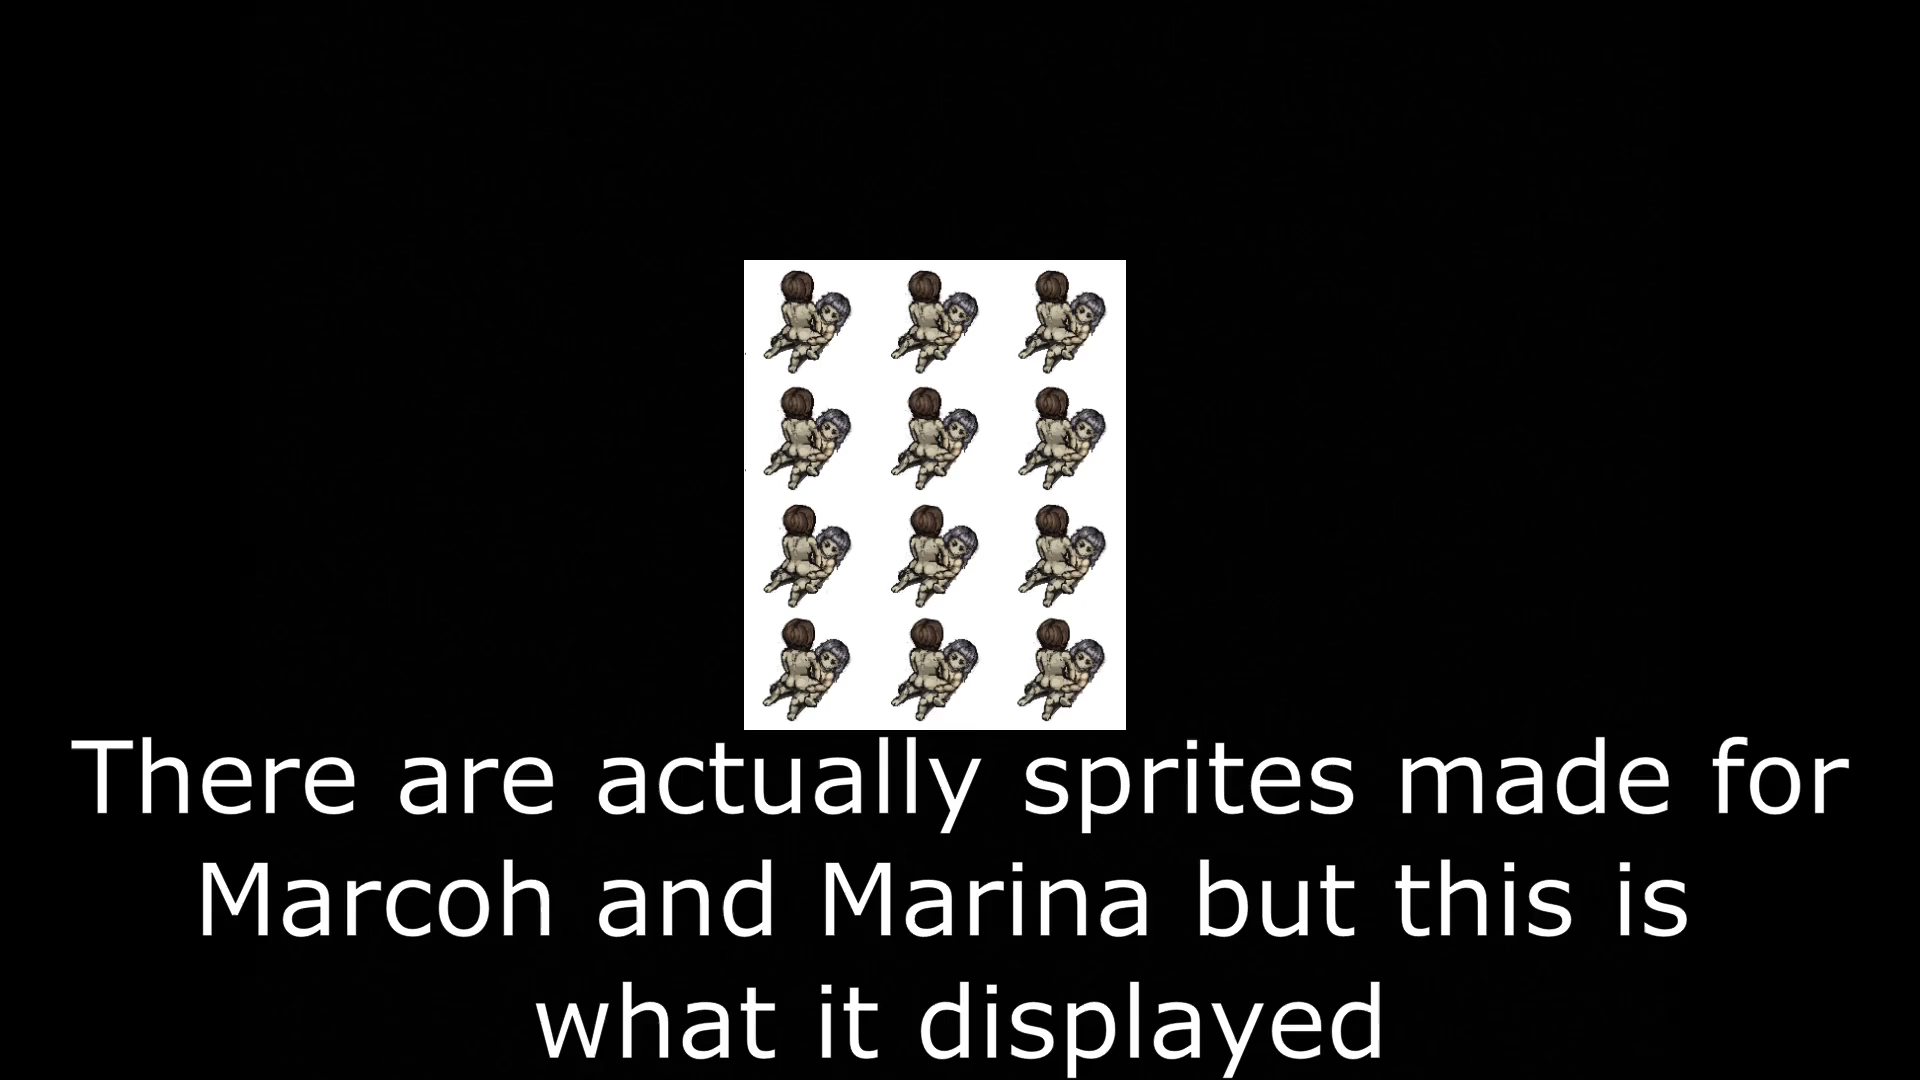 There are actually sprites made for
Marcoh and Marina but this is
what it displayed